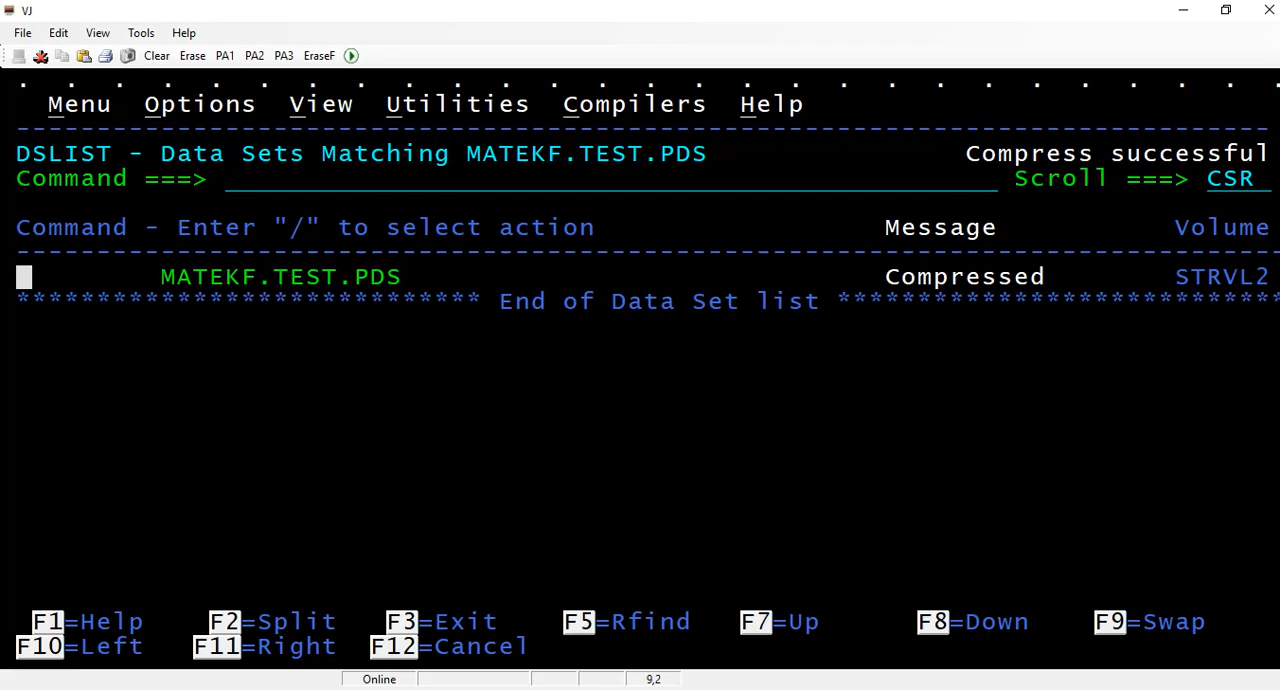 VJ
File Edit View Tools Help
Clear Erase PA1 PA2 PA3 EraseF
Menu Options View Utilities Compilers Help
DSLIST - Data Sets Matching MATEKF.TEST.PDS Compress successful
Command ===> Scroll ===> CSR
Command - Enter "/" to select action Message Volume
MATEKF.TEST.PDS Compressed STRVL2
***************************** End of Data Set list ****************************
F1=Help F2=Split F3=Exit F5=Rfind F7=Up F8=Down F9=Swap
F10=Left F11=Right F12=Cancel
Online 9,2